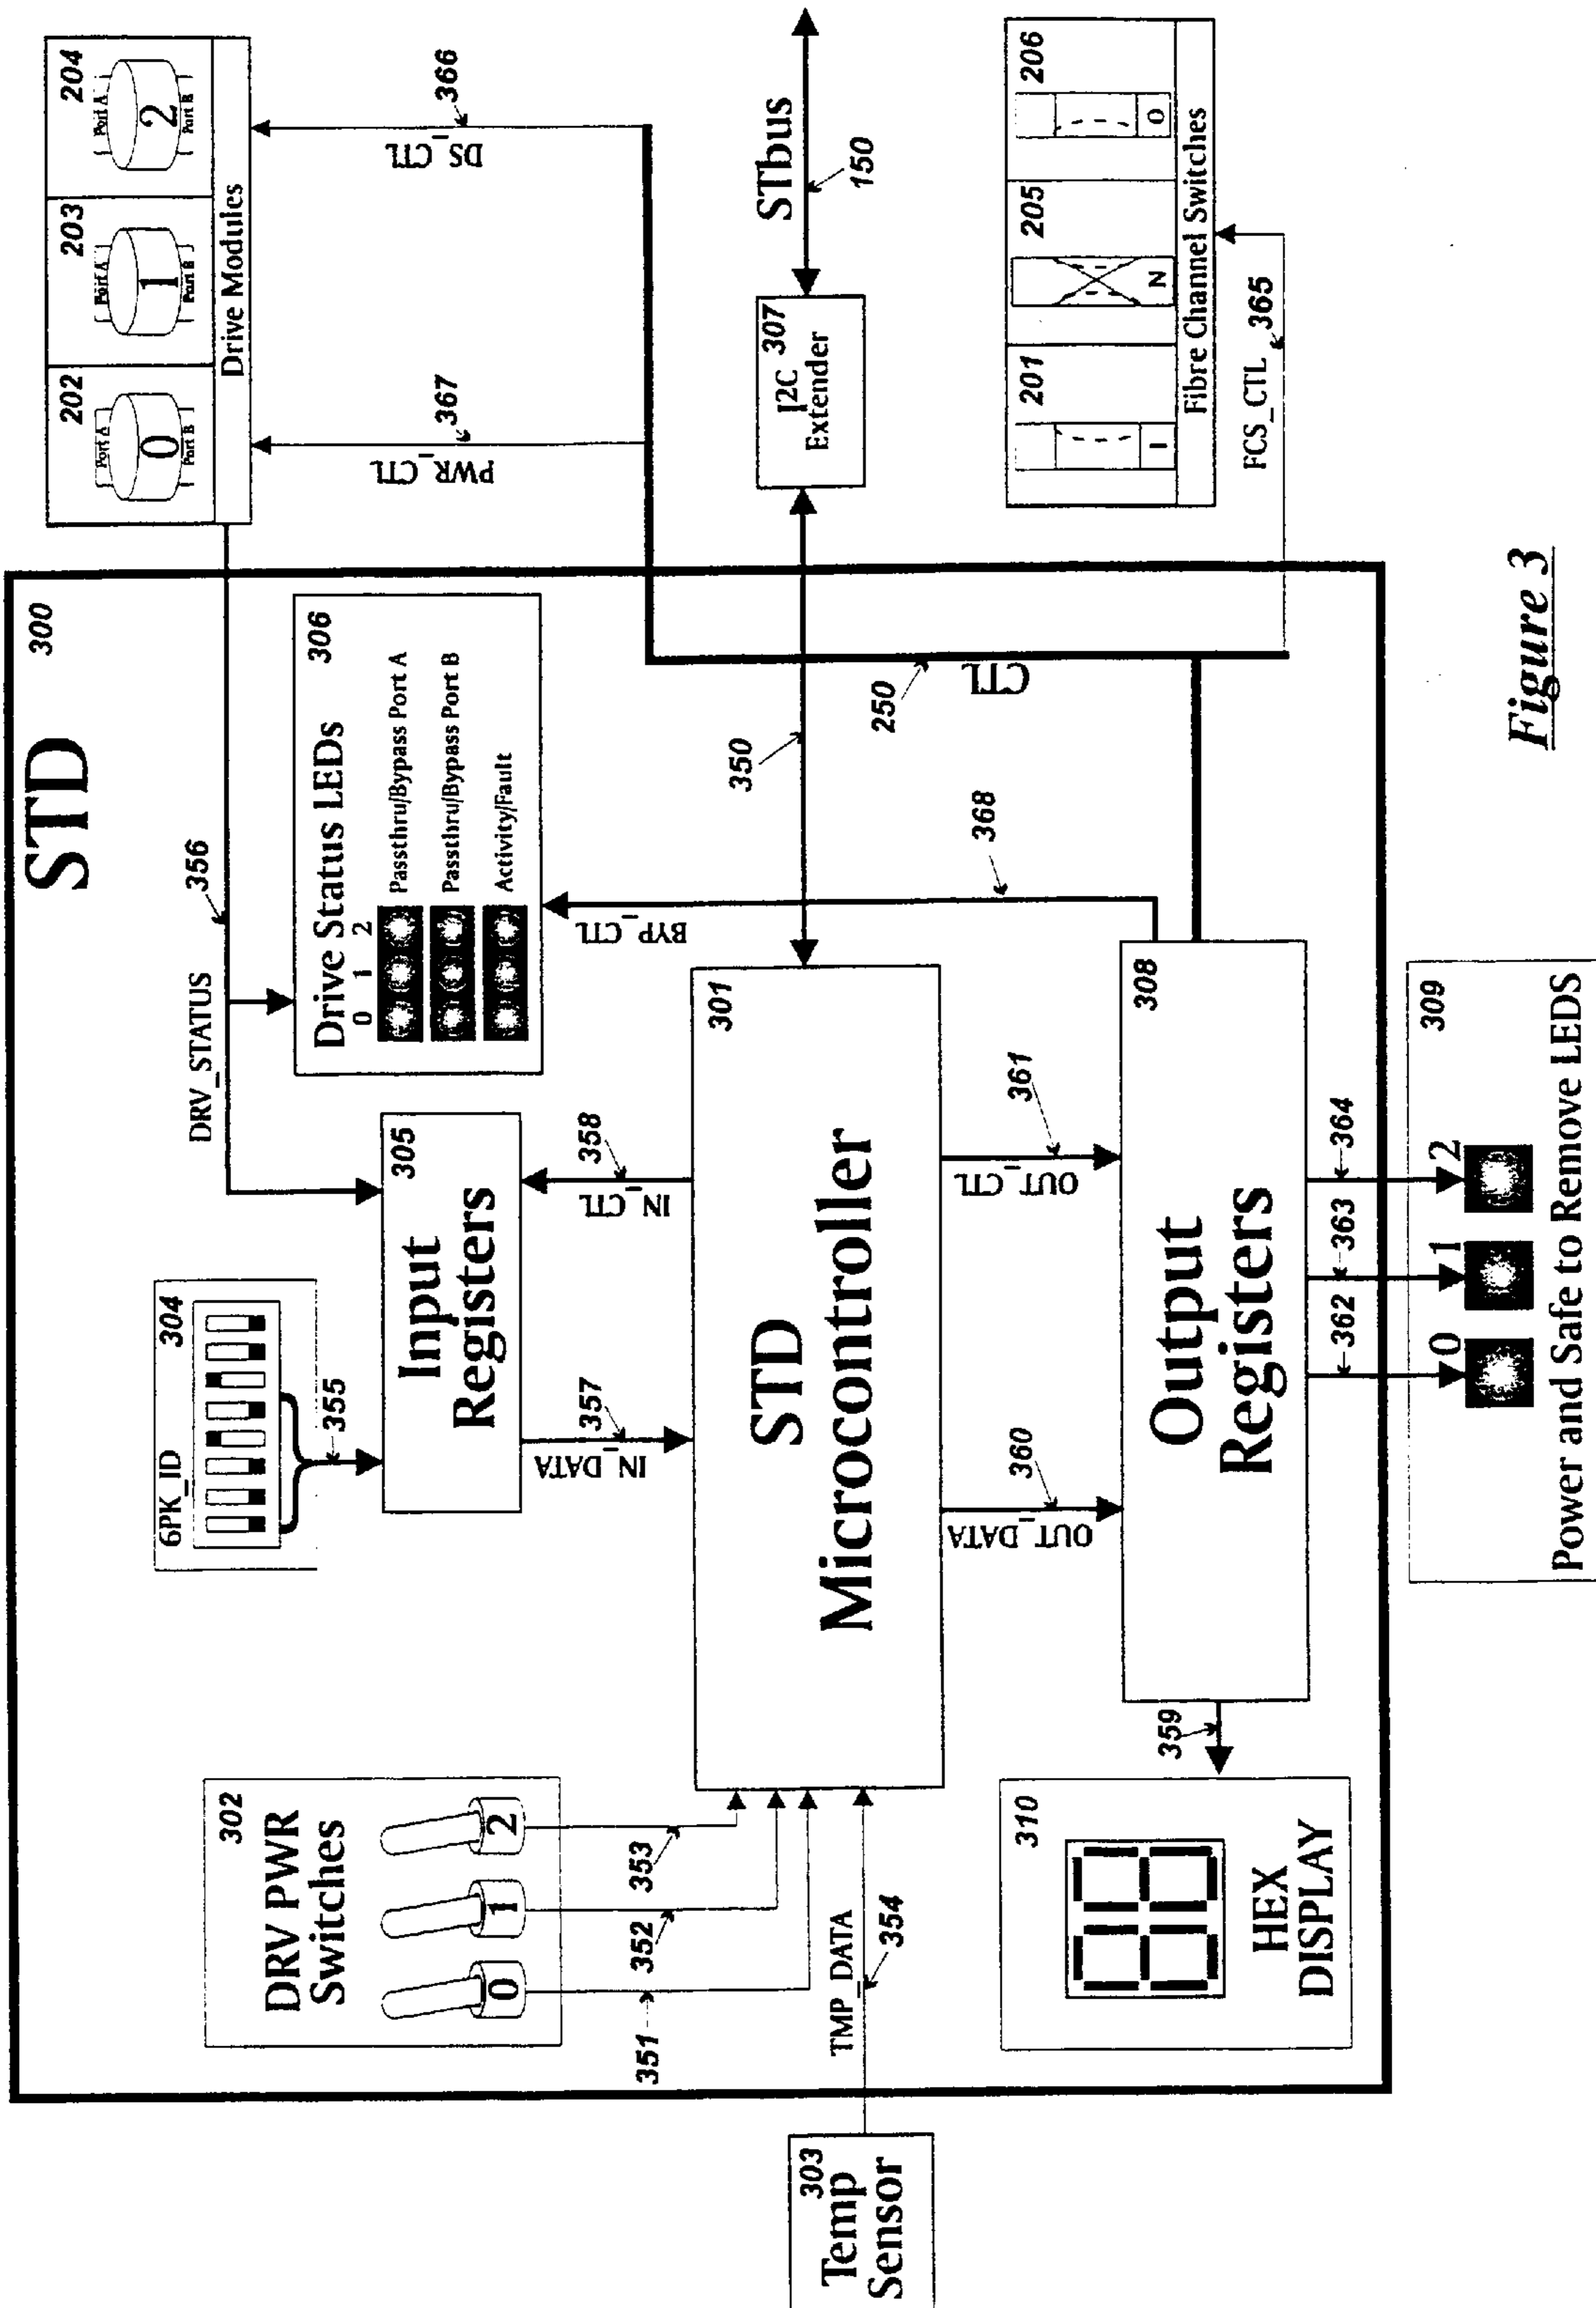 STD
300
DRV PWR
Switches
302
0
1
2
351
352
353
6PK_ID
304
355
DRV_STATUS
356
Drive Status LEDs
306
0 1 2
Passthru/Bypass Port A
Passthru/Bypass Port B
Activity/Fault
Input
Registers
305
IN_DATA
357
IN_CTL
358
202
Port A
0
Port B
203
Port A
1
Port B
204
Port A
2
Port B
Drive Modules
PWR_CTL
367
DS_CTL
366
303
Temp
Sensor
TMP_DATA
354
STD
Microcontroller
301
BYP_CTL
368
350
I2C
307
Extender
STbus
150
250
CTL
OUT_DATA
360
OUT_CTL
361
310
HEX
DISPLAY
359
Output
Registers
308
362
363
364
0
1
2
309
Power and Safe to Remove LEDS
201
I
205
N
206
O
Fibre Channel Switches
FCS_CTL
365
Figure 3